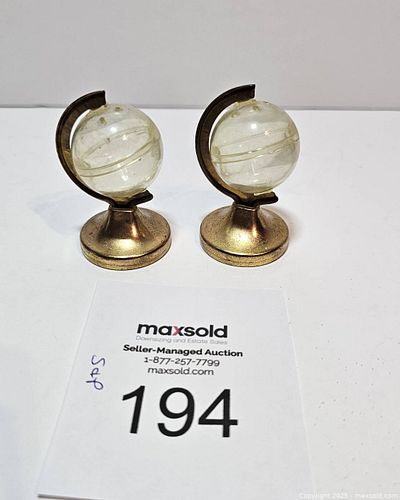 maxsold
Downsizing and Estate Sales
Seller-Managed Auction
1-877-257-7799
maxsold.com
194
Copyright 2025 - maxsold.com